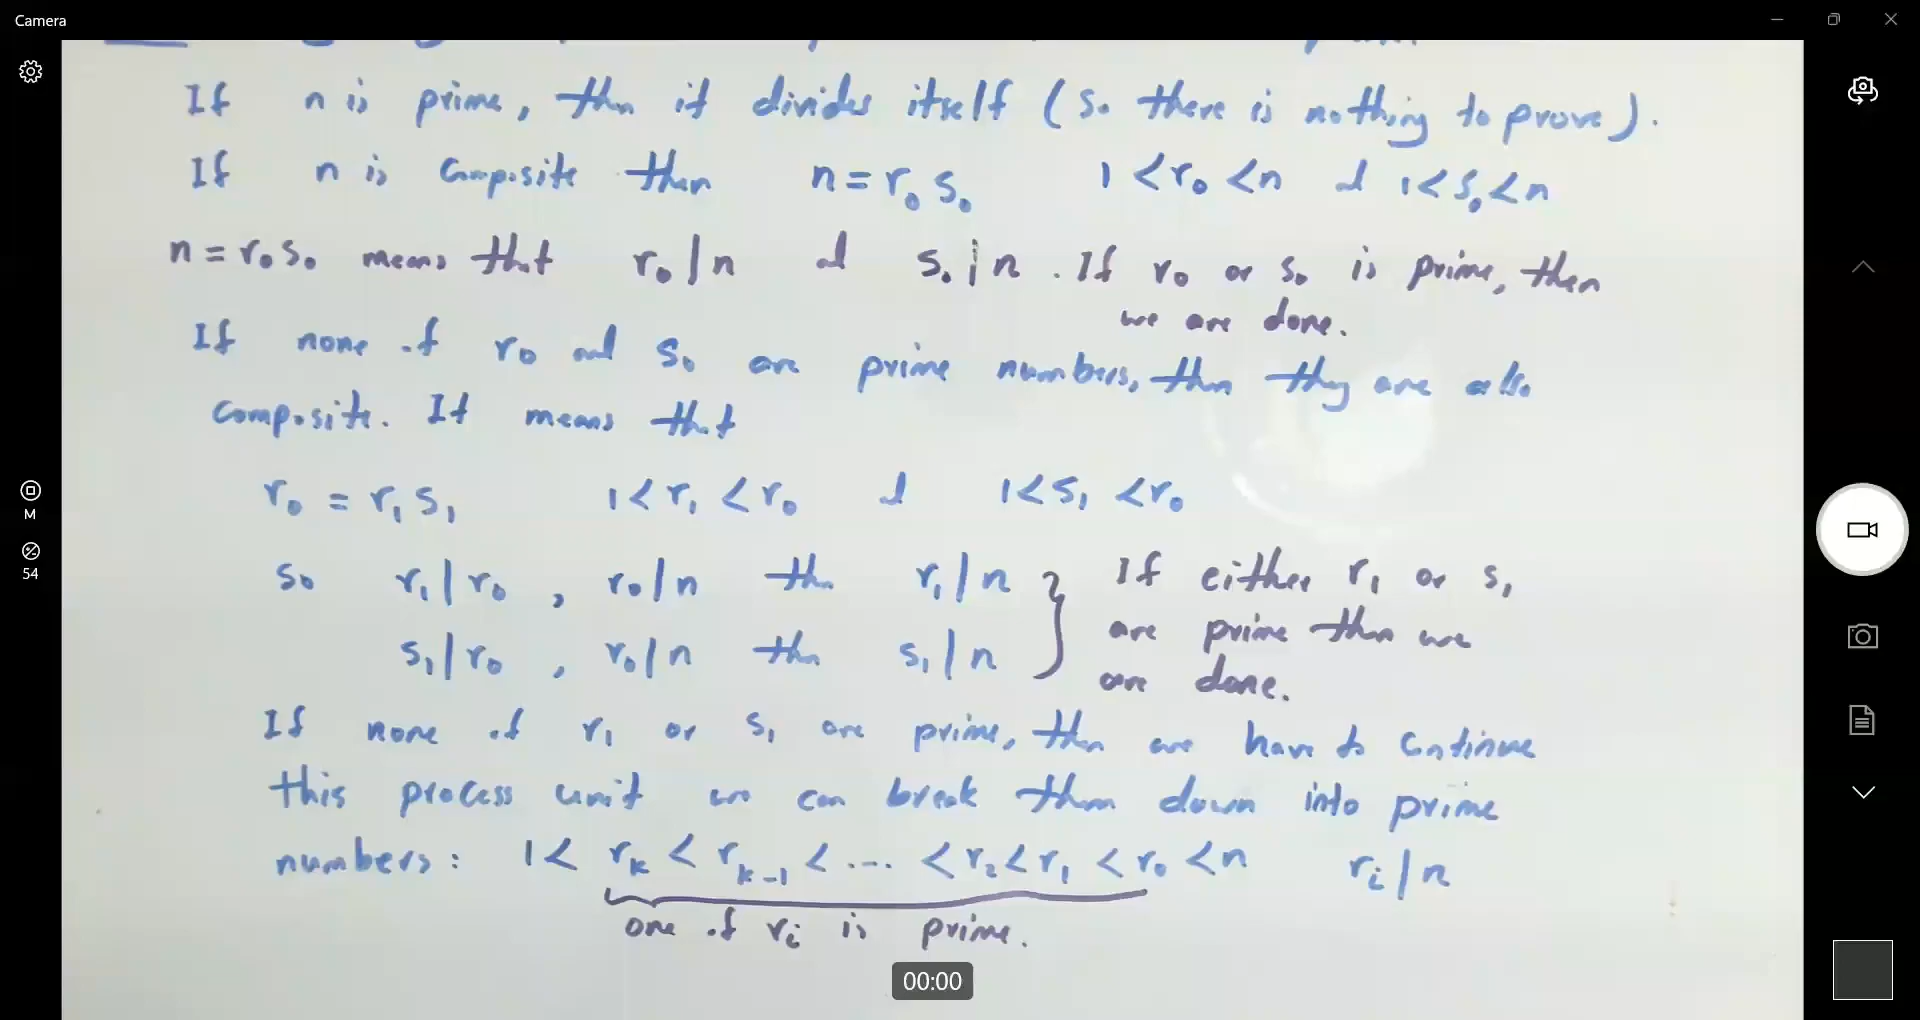 Camera
If n is prime, then it divides itself (so there is nothing to prove).
If n is composite then n = r₀ s₀ 1 < r₀ < n and 1 < s₀ < n
n = r₀s₀ means that r₀ | n and s₀ | n . If r₀ or s₀ is prime, then
we are done.
If none of r₀ and s₀ are prime numbers, then they are also
composite. It means that
r₀ = r₁ s₁ 1 < r₁ < r₀ and 1 < s₁ < r₀
so r₁ | r₀ , r₀ | n then r₁ | n } If either r₁ or s₁
are prime then we
s₁ | r₀ , r₀ | n then s₁ | n
are done.
If none of r₁ or s₁ are prime, then we have to continue
this process unit we can break them down into prime
numbers: 1 < rₖ < rₖ₋₁ < .... < r₂ < r₁ < r₀ < n rᵢ | n
one of rᵢ is prime.
M
54
00:00